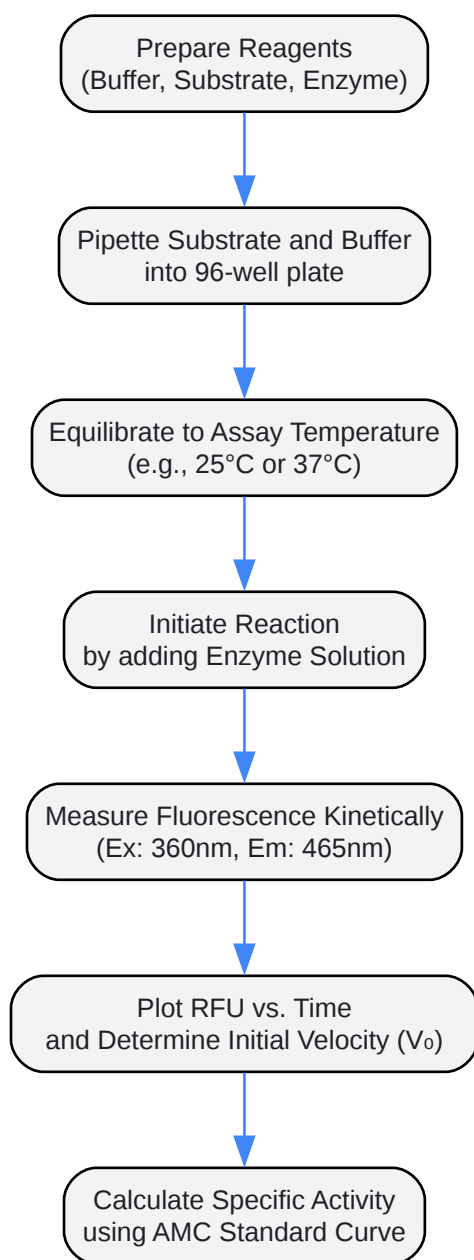 Prepare Reagents
(Buffer, Substrate, Enzyme)
Pipette Substrate and Buffer
into 96-well plate
Equilibrate to Assay Temperature
(e.g., 25°C or 37°C)
Initiate Reaction
by adding Enzyme Solution
Measure Fluorescence Kinetically
(Ex: 360nm, Em: 465nm)
Plot RFU vs. Time
and Determine Initial Velocity (V₀)
Calculate Specific Activity
using AMC Standard Curve